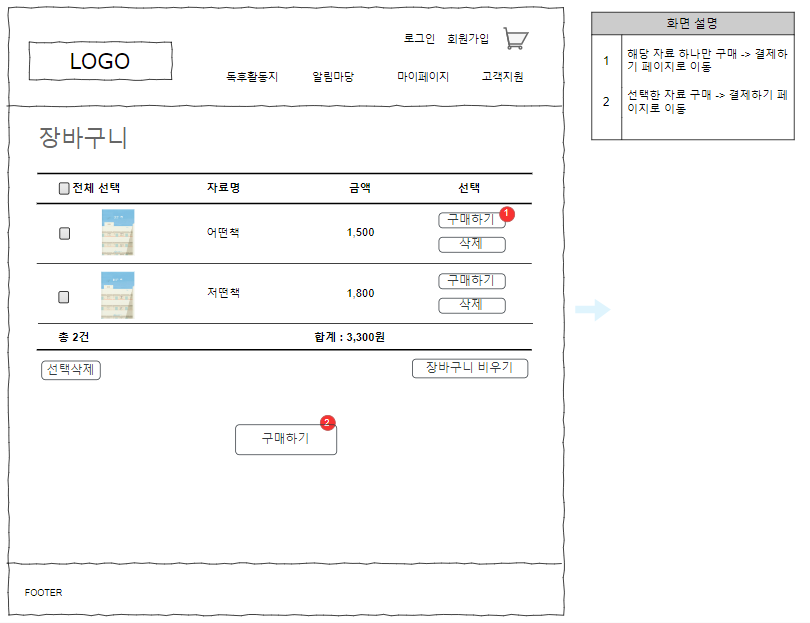 로그인 회원가입
LOGO
독후활동지 알림마당 마이페이지 고객지원
장바구니
전체 선택 자료명 금액 선택
어떤책 1,500 구매하기 1
삭제
저떤책 1,800 구매하기
삭제
총 2건 합계 : 3,300원
선택삭제 장바구니 비우기
구매하기 2
FOOTER
화면 설명
1 해당 자료 하나만 구매 -> 결제하
기 페이지로 이동
2 선택한 자료 구매 -> 결제하기 페
이지로 이동